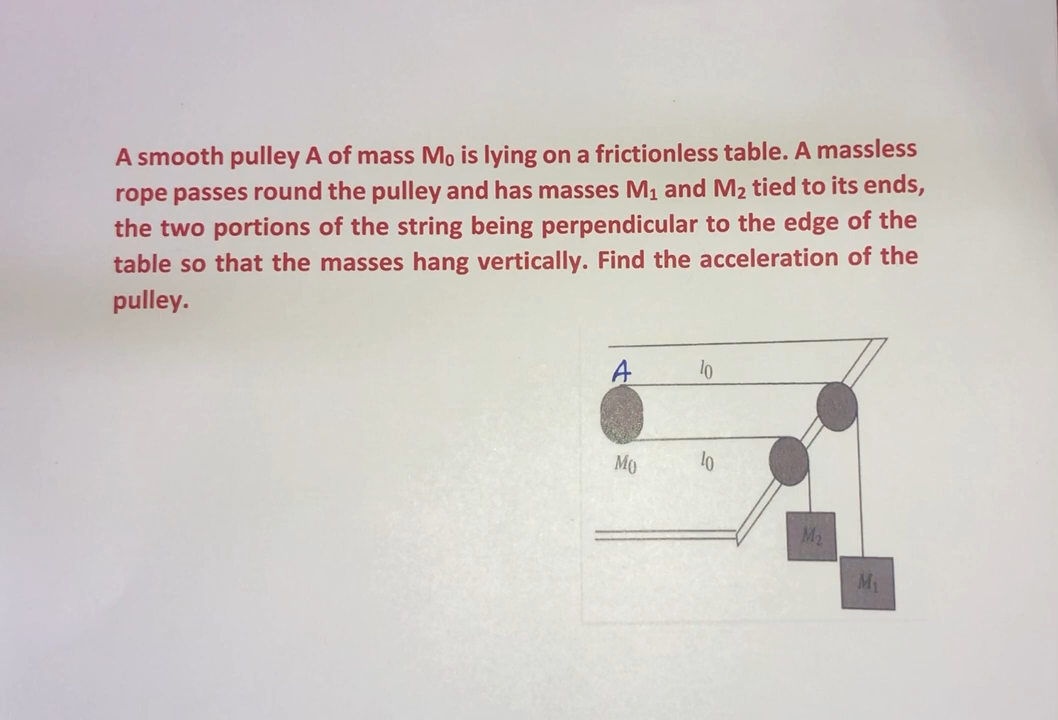 A smooth pulley A of mass M₀ is lying on a frictionless table. A massless
rope passes round the pulley and has masses M₁ and M₂ tied to its ends,
the two portions of the string being perpendicular to the edge of the
table so that the masses hang vertically. Find the acceleration of the
pulley.
A
l₀
M₀
l₀
M₂
M₁